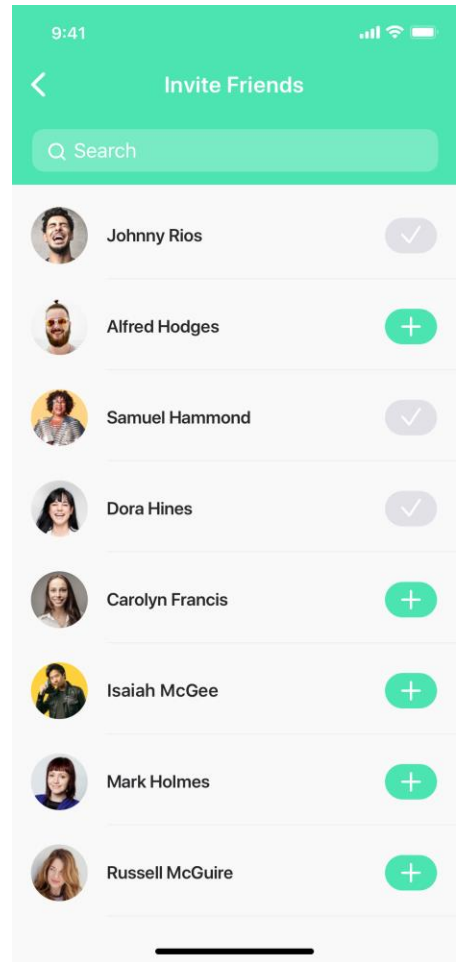 9:41
Invite Friends
Search
Johnny Rios
Alfred Hodges
Samuel Hammond
Dora Hines
Carolyn Francis
Isaiah McGee
Mark Holmes
Russell McGuire